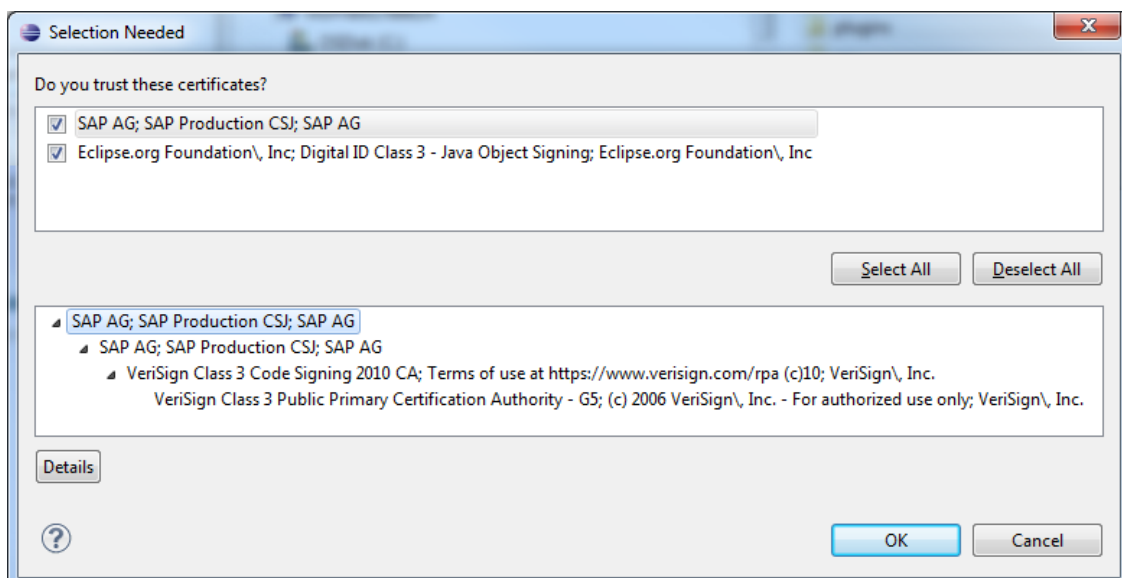 Selection Needed
plugins
Do you trust these certificates?
SAP AG; SAP Production CSJ; SAP AG
Eclipse.org Foundation\, Inc; Digital ID Class 3 - Java Object Signing; Eclipse.org Foundation\, Inc
Select All
Deselect All
SAP AG; SAP Production CSJ; SAP AG
SAP AG; SAP Production CSJ; SAP AG
VeriSign Class 3 Code Signing 2010 CA; Terms of use at https://www.verisign.com/rpa (c)10; VeriSign\, Inc.
VeriSign Class 3 Public Primary Certification Authority - G5; (c) 2006 VeriSign\, Inc. - For authorized use only; VeriSign\, Inc.
Details
?
OK
Cancel